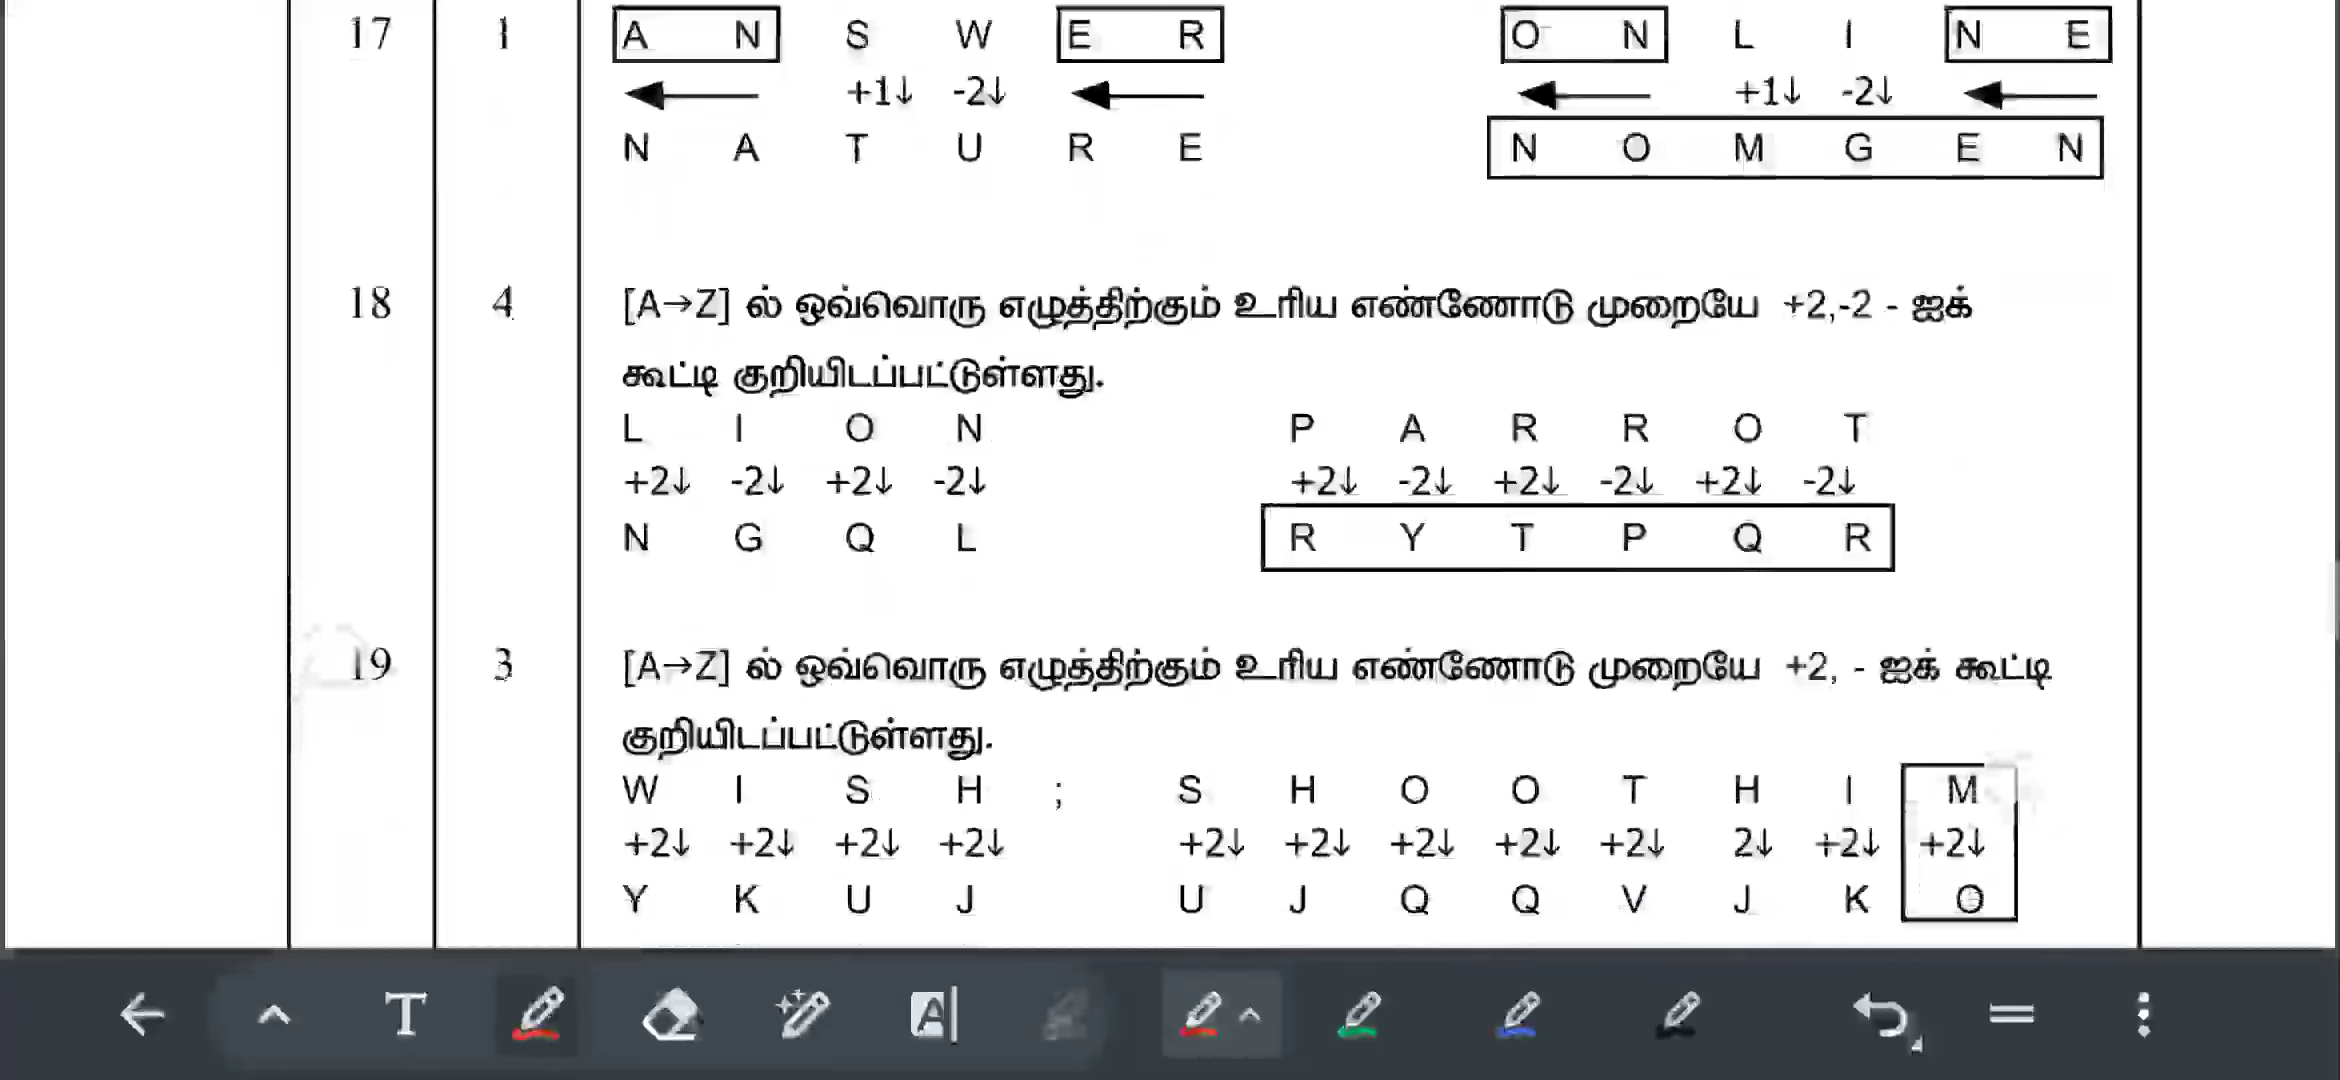 17 1 A N S W E R O N L I N E
+1↓ -2↓ +1↓ -2↓
N A T U R E N O M G E N
18 4 [A→Z] ல் ஒவ்வொரு எழுத்திற்கும் உரிய எண்ணோடு முறையே +2,-2 - ஐக்
கூட்டி குறியிடப்பட்டுள்ளது.
L I O N P A R R O T
+2↓ -2↓ +2↓ -2↓ +2↓ -2↓ +2↓ -2↓ +2↓ -2↓
N G Q L R Y T P Q R
19 3 [A→Z] ல் ஒவ்வொரு எழுத்திற்கும் உரிய எண்ணோடு முறையே +2, - ஐக் கூட்டி
குறியிடப்பட்டுள்ளது.
W I S H ; S H O O T H I M
+2↓ +2↓ +2↓ +2↓ +2↓ +2↓ +2↓ +2↓ +2↓ 2↓ +2↓ +2↓
Y K U J U J Q Q V J K O
T A